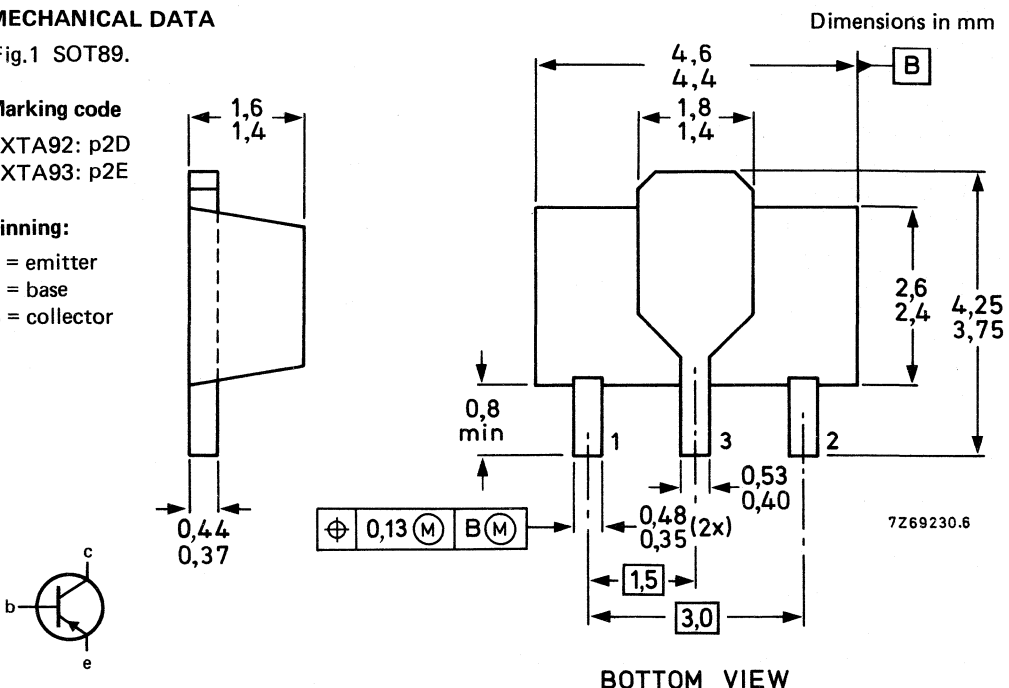 MECHANICAL DATA
Fig.1 SOT89.
Dimensions in mm
Marking code
XTA92: p2D
XTA93: p2E
inning:
= emitter
= base
= collector
1,6
1,4
4,6
4,4
B
1,8
1,4
2,6
2,4
4,25
3,75
0,8
min
1
3
2
0,53
0,40
0,44
0,37
0,13 M B M
0,48
0,35 (2x)
7Z69230.6
1,5
3,0
c
b
e
BOTTOM VIEW